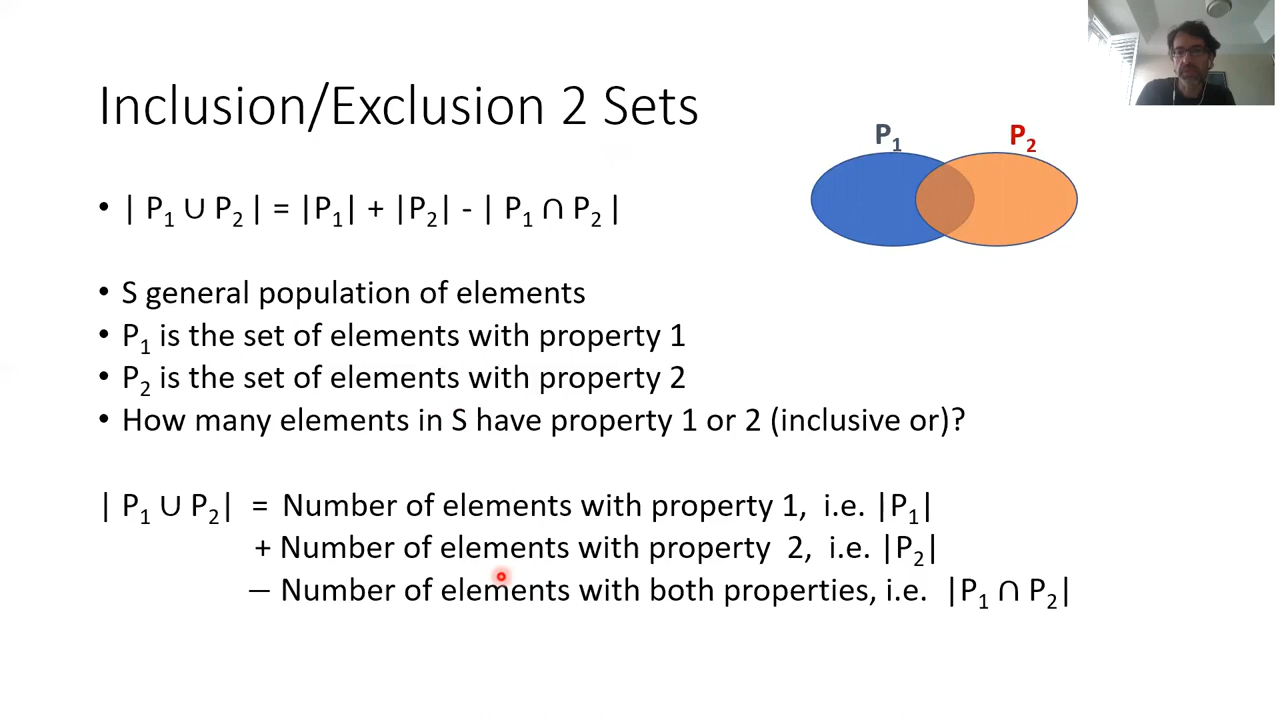 Inclusion/Exclusion 2 Sets
P₁
P₂
• | P₁ ∪ P₂ | = |P₁| + |P₂| - | P₁ ∩ P₂ |
• S general population of elements
• P₁ is the set of elements with property 1
• P₂ is the set of elements with property 2
• How many elements in S have property 1 or 2 (inclusive or)?
| P₁ ∪ P₂| = Number of elements with property 1, i.e. |P₁|
+ Number of elements with property 2, i.e. |P₂|
— Number of elements with both properties, i.e. |P₁ ∩ P₂|